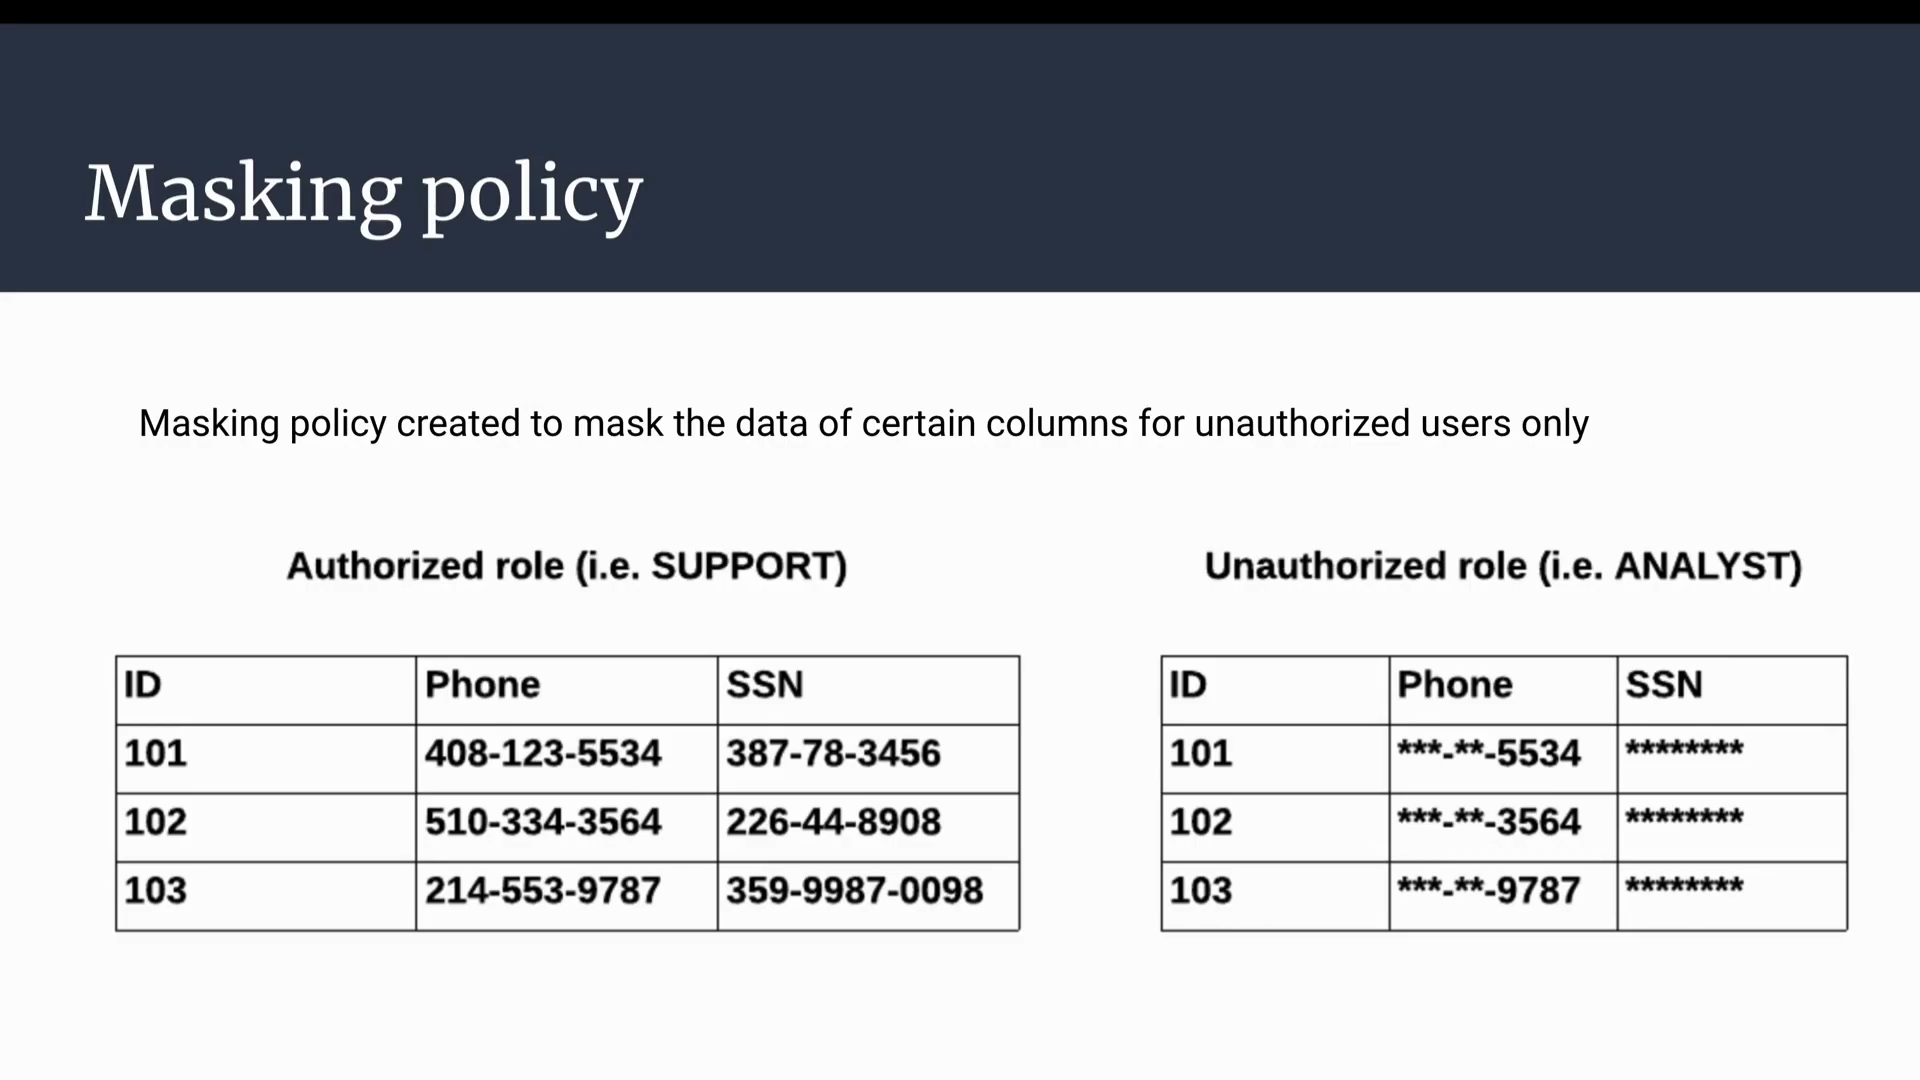 Masking policy
Masking policy created to mask the data of certain columns for unauthorized users only
Authorized role (i.e. SUPPORT)
ID Phone SSN
101 408-123-5534 387-78-3456
102 510-334-3564 226-44-8908
103 214-553-9787 359-9987-0098
Unauthorized role (i.e. ANALYST)
ID Phone SSN
101 ***-**-5534 ********
102 ***-**-3564 ********
103 ***-**-9787 ********